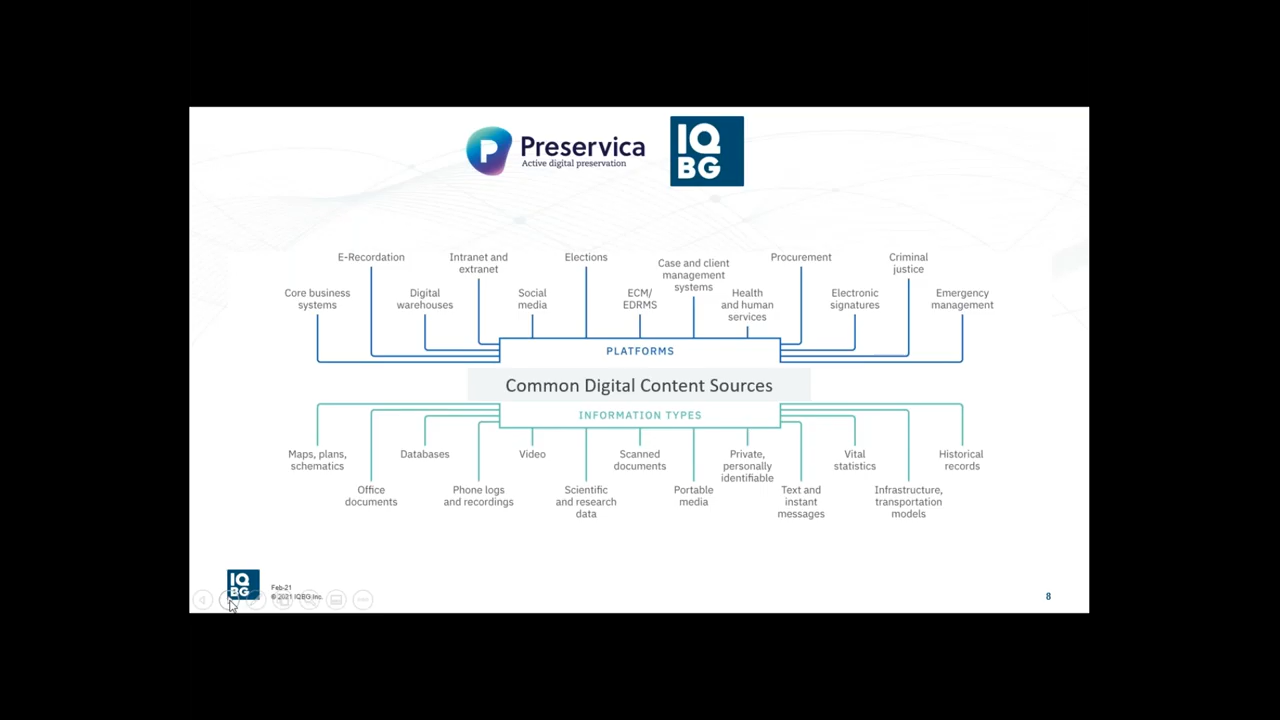 Preservica
Active digital preservation
IQ
BG
E-Recordation
Intranet and
extranet
Elections
Case and client
management
systems
Procurement
Criminal
justice
Core business
systems
Digital
warehouses
Social
media
ECM/
EDRMS
Health
and human
services
Electronic
signatures
Emergency
management
PLATFORMS
Common Digital Content Sources
INFORMATION TYPES
Maps, plans,
schematics
Databases
Video
Scanned
documents
Private,
personally
identifiable
Vital
statistics
Historical
records
Office
documents
Phone logs
and recordings
Scientific
and research
data
Portable
media
Text and
instant
messages
Infrastructure,
transportation
models
IQ
BG
Feb-21
© 2021 IQBG Inc.
8